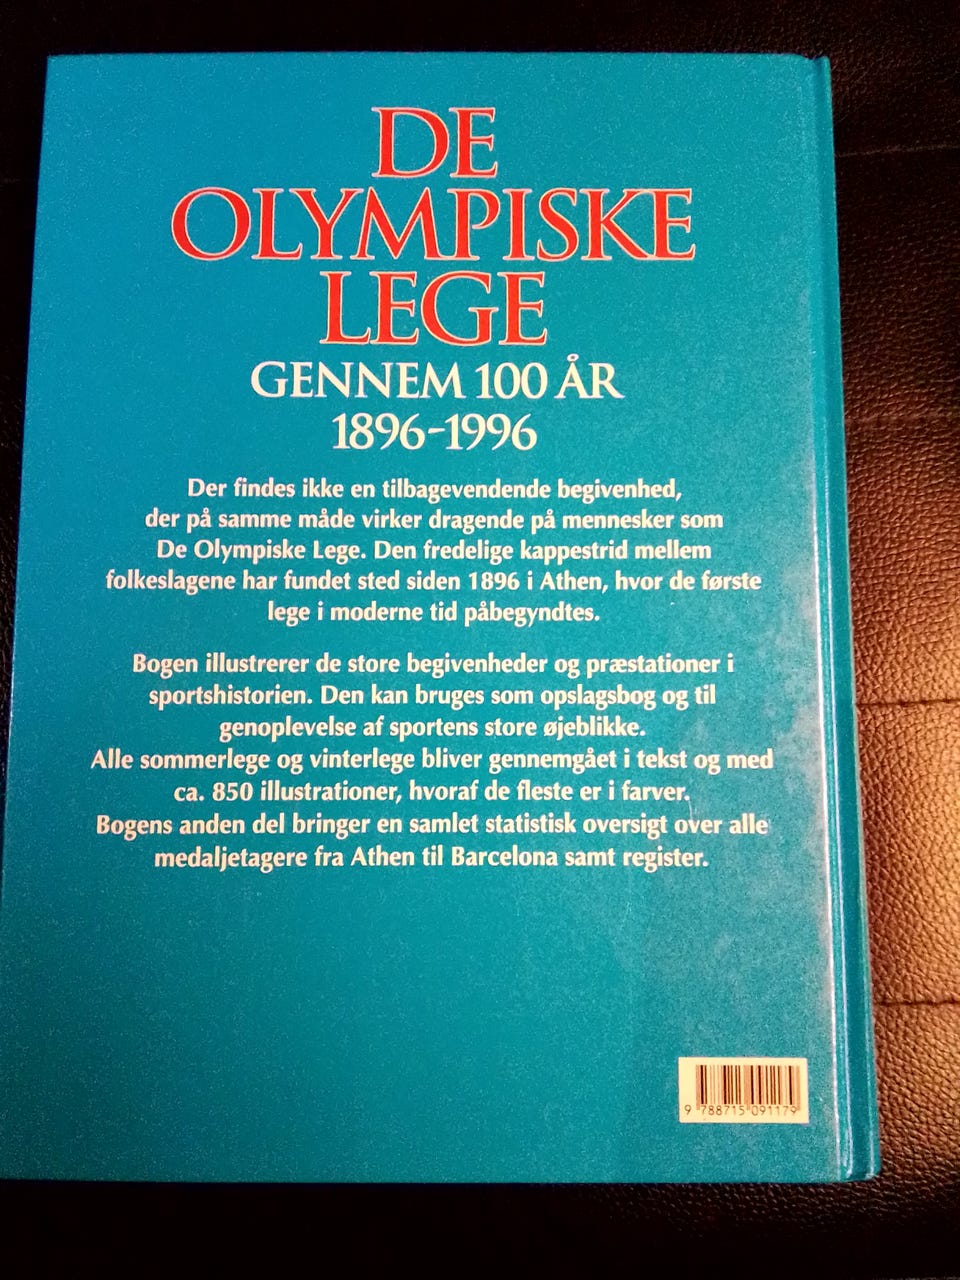 DE
OLYMPISKE
LEGE
GENNEM 100 ÅR
1896-1996
Der findes ikke en tilbagevendende begivenhed,
der på samme måde virker dragende på mennesker som
De Olympiske Lege. Den fredelige kappestrid mellem
folkeslagene har fundet sted siden 1896 i Athen, hvor de første
lege i moderne tid påbegyndtes.
Bogen illustrerer de store begivenheder og præstationer i
sportshistorien. Den kan bruges som opslagsbog og til
genoplevelse af sportens store øjeblikke.
Alle sommerlege og vinterlege bliver gennemgået i tekst og med
ca. 850 illustrationer, hvoraf de fleste er i farver.
Bogens anden del bringer en samlet statistisk oversigt over alle
medaljetagere fra Athen til Barcelona samt register.
9 788715 091179